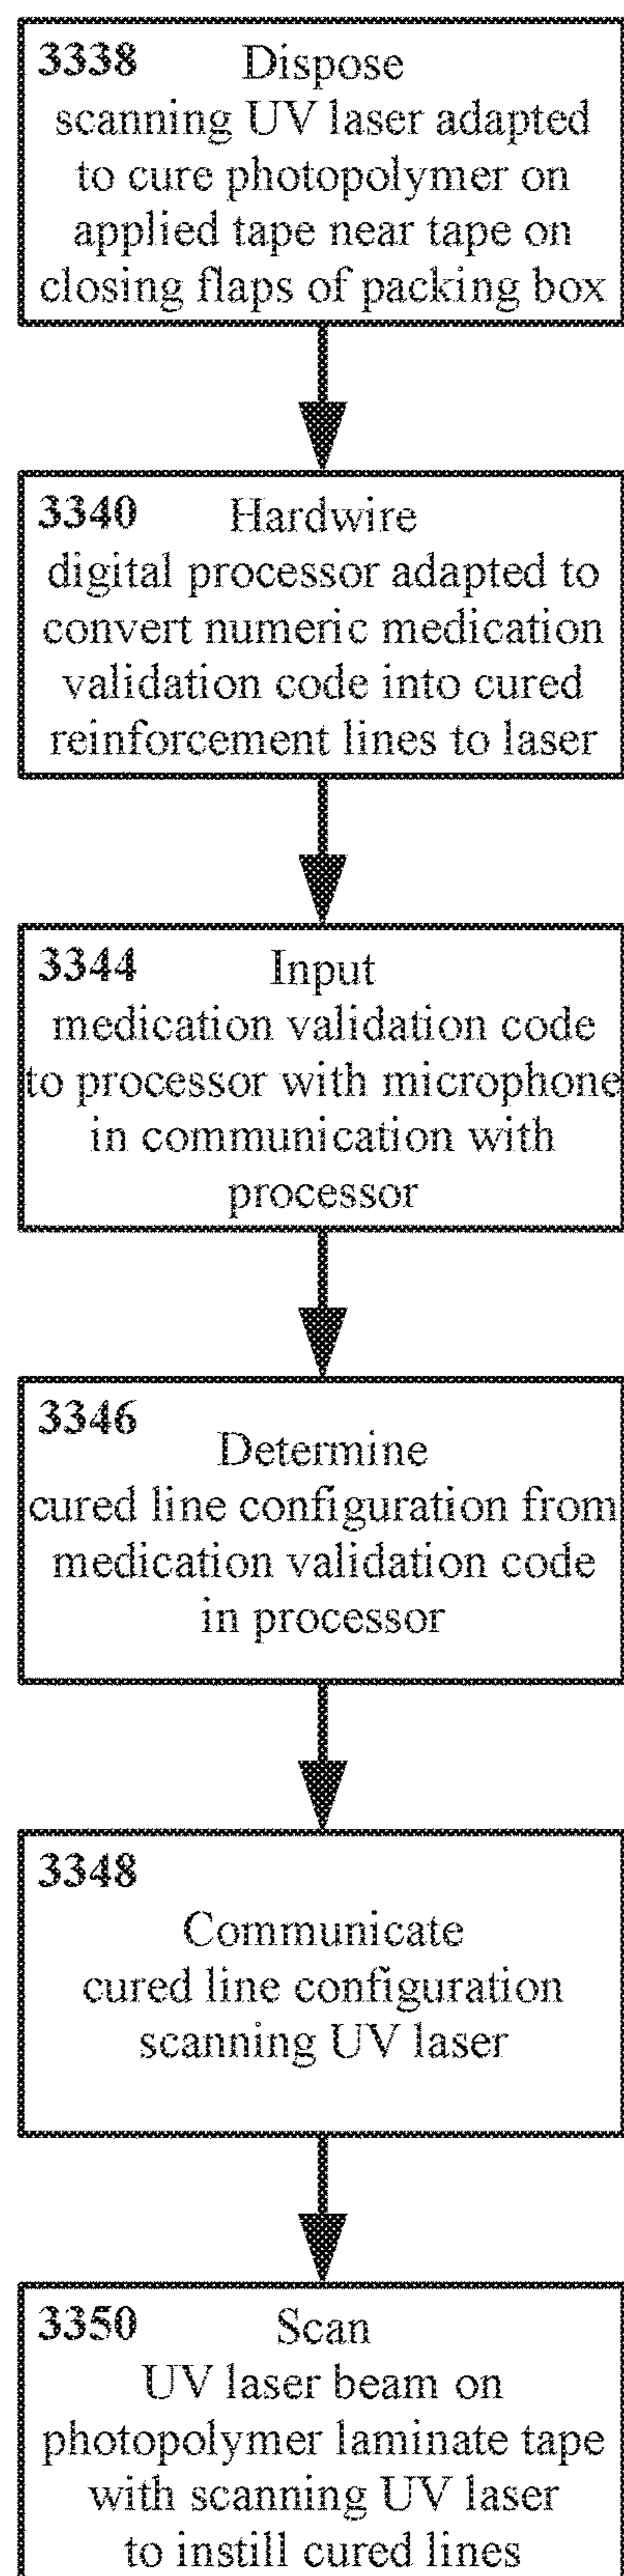 3338 Dispose
scanning UV laser adapted
to cure photopolymer on
applied tape near tape on
closing flaps of packing box
3340 Hardwire
digital processor adapted to
convert numeric medication
validation code into cured
reinforcement lines to laser
3344 Input
medication validation code
to processor with microphone
in communication with
processor
3346
Determine
cured line configuration from
medication validation code
in processor
3348
Communicate
cured line configuration
scanning UV laser
3350 Scan
UV laser beam on
photopolymer laminate tape
with scanning UV laser
to instill cured lines